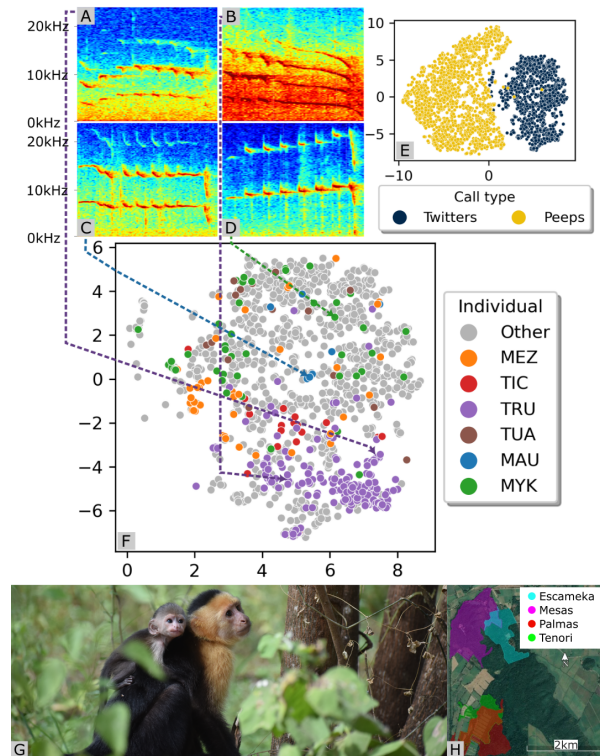 A
B
20kHz
10kHz
0kHz
20kHz
10kHz
0kHz
C
D
10
5
0
−5
−10
0
E
Call type
Twitters
Peeps
6
4
2
0
−2
−4
−6
0
2
4
6
8
F
Individual
Other
MEZ
TIC
TRU
TUA
MAU
MYK
G
H
Escameka
Mesas
Palmas
Tenori
2km